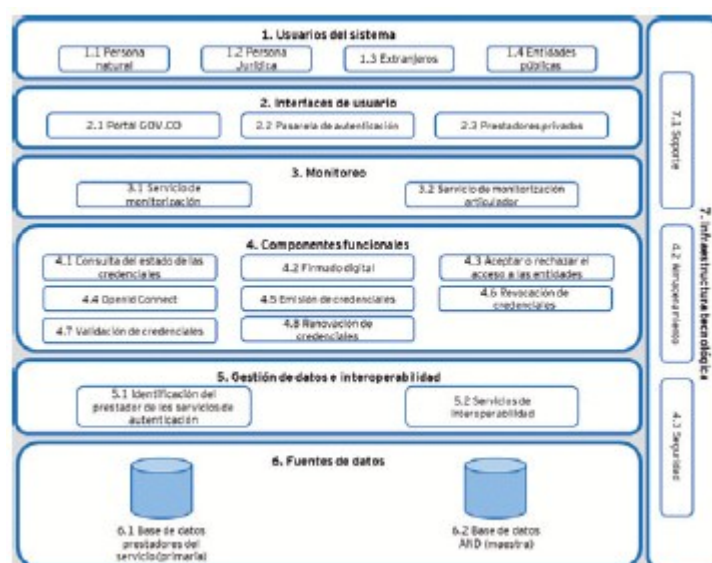 1. Usuarios del sistema
1.1 Persona
natural
1.2 Persona
Jurídica
1.3 Extranjeros
1.4 Entidades
públicas
2. Interfaces de usuario
2.1 Portal GOV.CO
2.2 Pasarela de autenticación
2.3 Prestadores privados
3. Monitoreo
3.1 Servicio de
monitorización
3.2 Servicio de monitorización
articulador
4. Componentes funcionales
4.1 Consulta del estado de las
credenciales
4.2 Firmado digital
4.3 Aceptar o rechazar el
acceso a las entidades
4.4 OpenId Connect
4.5 Emisión de credenciales
4.6 Revocación de
credenciales
4.7 Validación de credenciales
4.8 Renovación de
credenciales
5. Gestión de datos e interoperabilidad
5.1 Identificación del
prestador de los servicios de
autenticación
5.2 Servicios de
interoperabilidad
6. Fuentes de datos
6.1 Base de datos
prestadores del
servicio (primaria)
6.2 Base de datos
AND (maestra)
7. Infraestructura tecnológica
7.1 Soporte
4.2 Almacenamiento
4.3 Seguridad